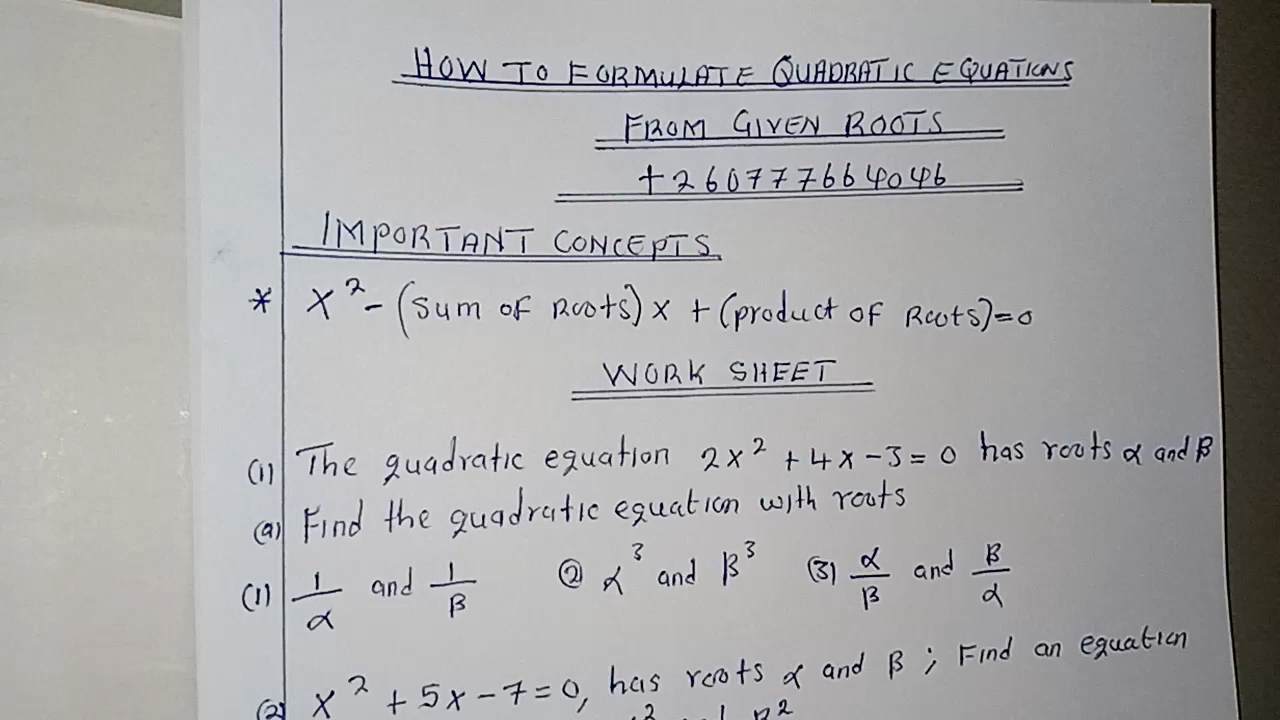 HOW TO FORMULATE QUADRATIC EQUATIONS
FROM GIVEN ROOTS
+260777664046
IMPORTANT CONCEPTS
* x² - (sum of Roots) x + (product of Roots) = 0
WORK SHEET
(1) The quadratic equation 2x² + 4x - 3 = 0 has roots α and β
(a) Find the quadratic equation with roots
(1) 1/α and 1/β ② α³ and β³ (3) α/β and β/α
(2) x² + 5x - 7 = 0, has roots α and β ; Find an equation